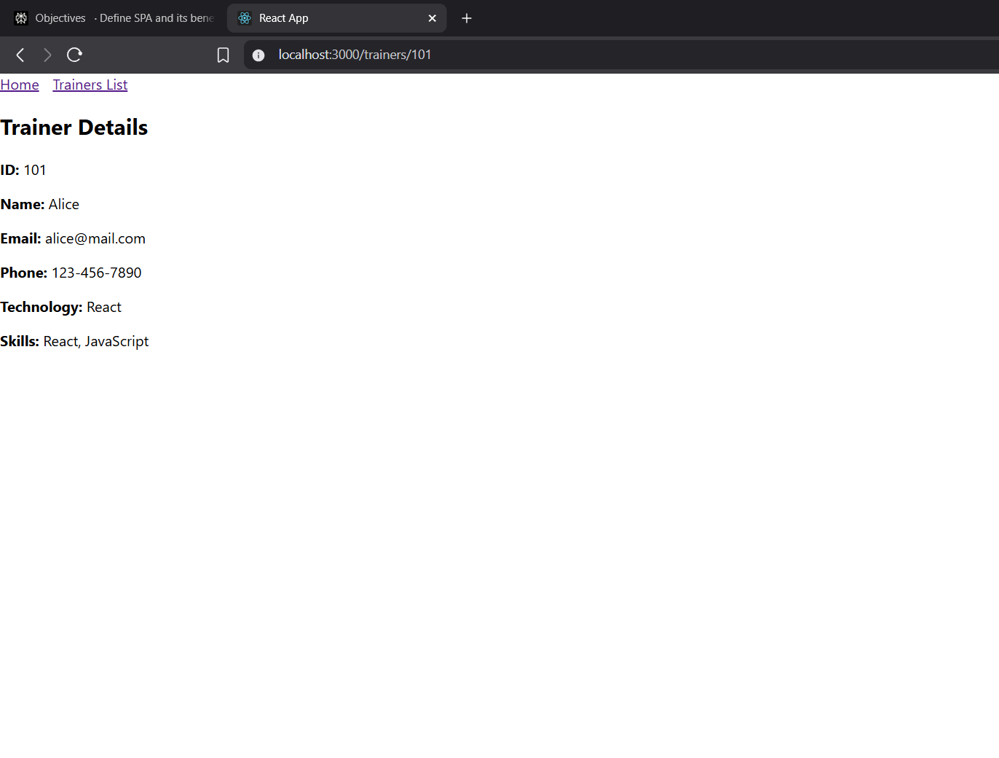 Objectives · Define SPA and its bene
React App
localhost:3000/trainers/101
Home Trainers List
Trainer Details
ID: 101
Name: Alice
Email: alice@mail.com
Phone: 123-456-7890
Technology: React
Skills: React, JavaScript